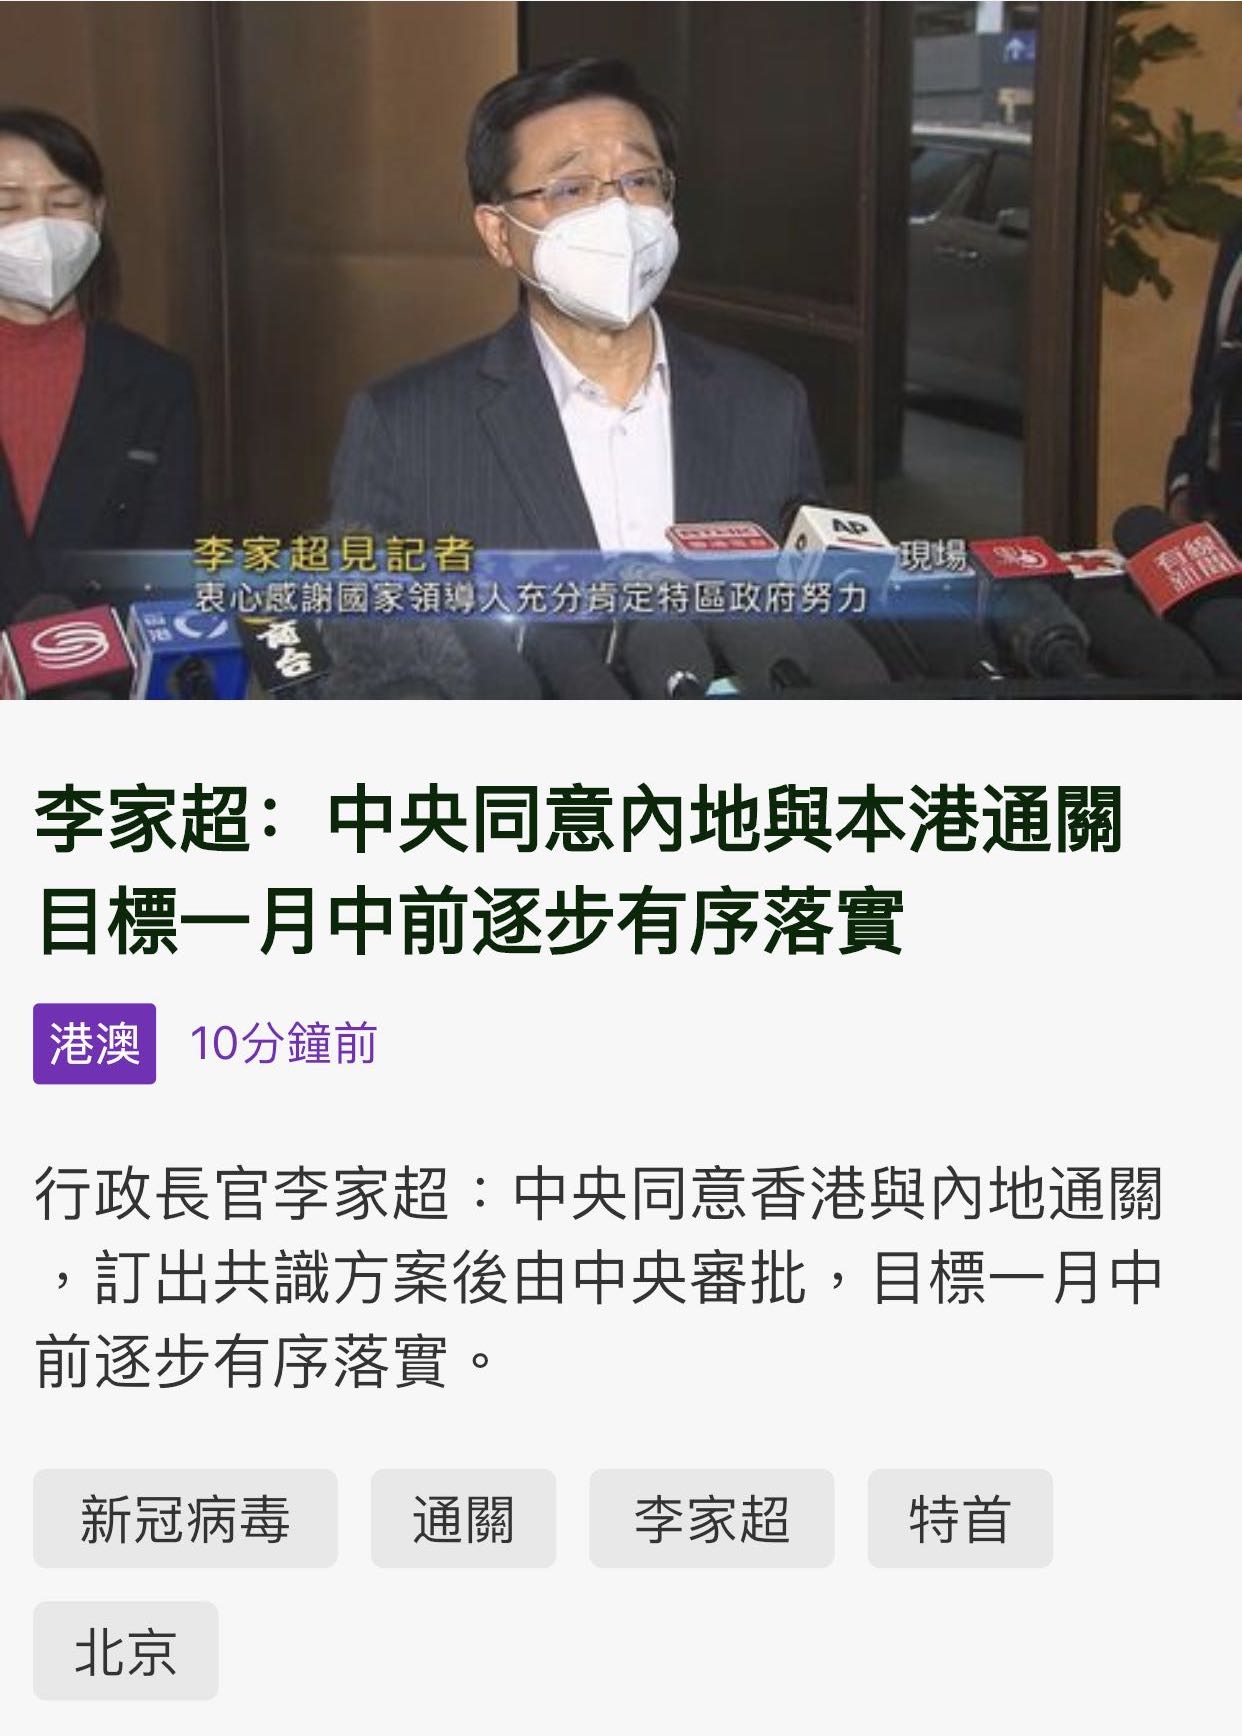 AP
李家超見記者
現場
有線
新聞
衷心感謝國家領導人充分肯定特區政府努力
商台
李家超：中央同意內地與本港通關
目標一月中前逐步有序落實
港澳 10分鐘前
行政長官李家超：中央同意香港與內地通關
，訂出共識方案後由中央審批，目標一月中
前逐步有序落實。
新冠病毒 通關 李家超 特首
北京